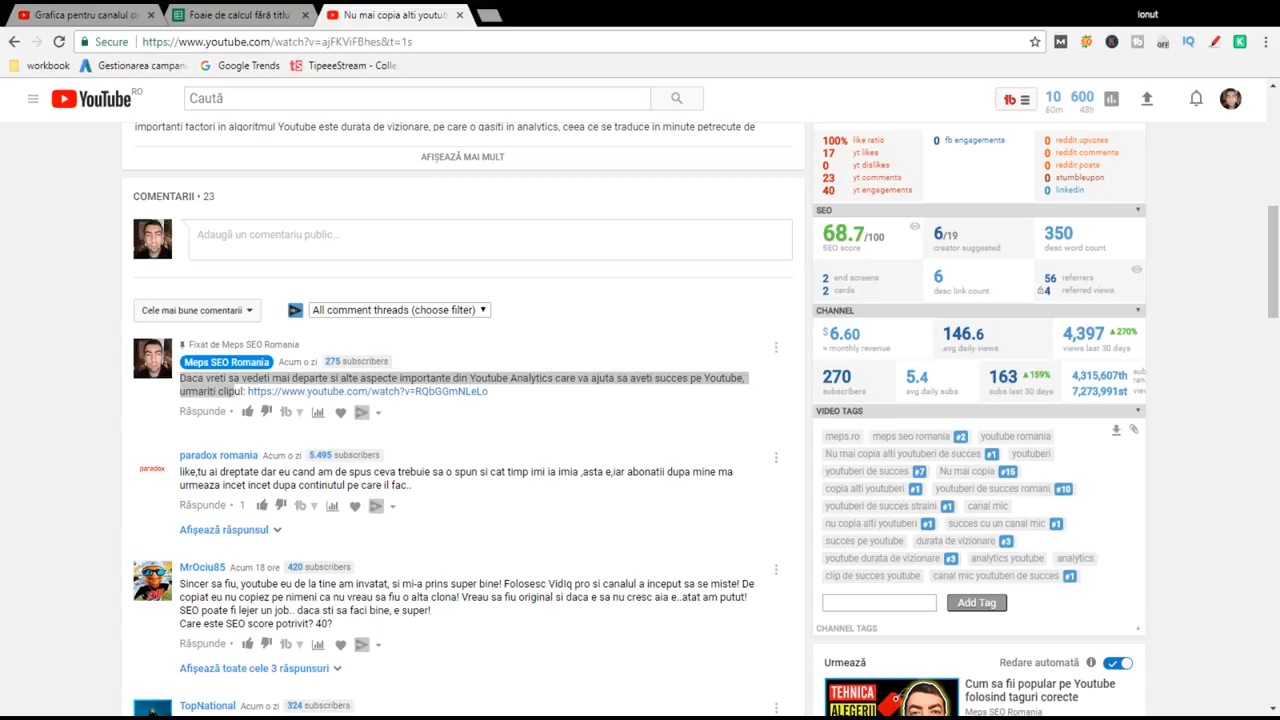 Grafica pentru canalul d
Foaie de calcul fără titlu
Nu mai copia alti youtub
Ionut
Secure
https://www.youtube.com/watch?v=ajFKViFBhes&t=1s
workbook
Gestionarea campan
Google Trends
TipeeeStream - Colle
YouTube RO
Caută
10 60m
600 48h
importanti factori in algoritmul Youtube este durata de vizionare, pe care o gasiti in analytics, ceea ce se traduce in minute petrecute de
AFIȘEAZĂ MAI MULT
COMENTARII • 23
Adaugă un comentariu public...
Cele mai bune comentarii
All comment threads (choose filter)
Fixat de Meps SEO Romania
Meps SEO Romania Acum o zi 275 subscribers
Daca vreti sa vedeti mai departe si alte aspecte importante din Youtube Analytics care va ajuta sa aveti succes pe Youtube,
urmariti clipul: https://www.youtube.com/watch?v=RQbGGmNLeLo
Răspunde •
paradox
paradox romania Acum o zi 5.495 subscribers
like,tu ai dreptate dar eu cand am de spus ceva trebuie sa o spun si cat timp imi ia imia ,asta e,iar abonatii dupa mine ma
urmeaza incet incet dupa continutul pe care il fac..
Răspunde • 1
Afișează răspunsul
MrOciu85 Acum 18 ore 420 subscribers
Sincer sa fiu, youtube eu de la tine am invatat, si mi-a prins super bine! Folosesc VidIq pro si canalul a inceput sa se miste! De
copiat eu nu copiez pe nimeni ca nu vreau sa fiu o alta clona! Vreau sa fiu original si daca e sa nu cresc aia e..atat am putut!
SEO poate fi lejer un job.. daca sti sa faci bine, e super!
Care este SEO score potrivit? 40?
Răspunde •
Afișează toate cele 3 răspunsuri
TopNational Acum o zi 324 subscribers
100% like ratio
17 yt likes
0 yt dislikes
23 yt comments
40 yt engagements
0 fb engagements
0 reddit upvotes
0 reddit comments
0 reddit posts
0 stumbleupon
0 linkedin
SEO
68.7/100
SEO score
6/19
creator suggested
350
desc word count
2 end screens
2 cards
6
desc link count
56 referrers
4 referred views
CHANNEL
$6.60
≈ monthly revenue
146.6
avg daily views
4,397 270%
views last 30 days
270
subscribers
5.4
avg daily subs
163 159%
subs last 30 days
4,315,607th sub
ran
7,273,991st
VIDEO TAGS
meps.ro
meps seo romania #2
youtube romania
Nu mai copia alti youtuberi de succes #1
youtuberi
youtuberi de succes #7
Nu mai copia #15
copia alti youtuberi #1
youtuberi de succes romani #10
youtuberi de succes straini #1
canal mic
nu copia alti youtuberi #1
succes cu un canal mic #1
succes pe youtube
durata de vizionare #3
youtube durata de vizionare #3
analytics youtube
analytics
clip de succes youtube
canal mic youtuberi de succes #1
Add Tag
CHANNEL TAGS
Urmează
Redare automată
TEHNICA
ALEGERII
Cum sa fii popular pe Youtube
folosind taguri corecte
Meps SEO Romania